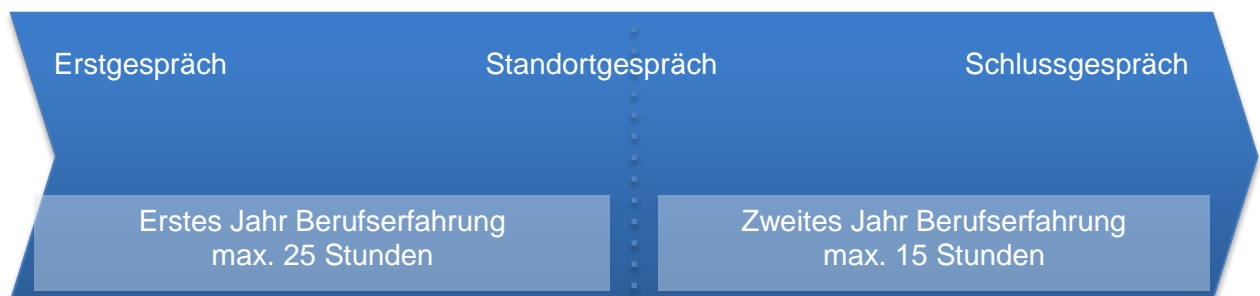 Erstgespräch
Standortgespräch
Schlussgespräch
Erstes Jahr Berufserfahrung
max. 25 Stunden
Zweites Jahr Berufserfahrung
max. 15 Stunden